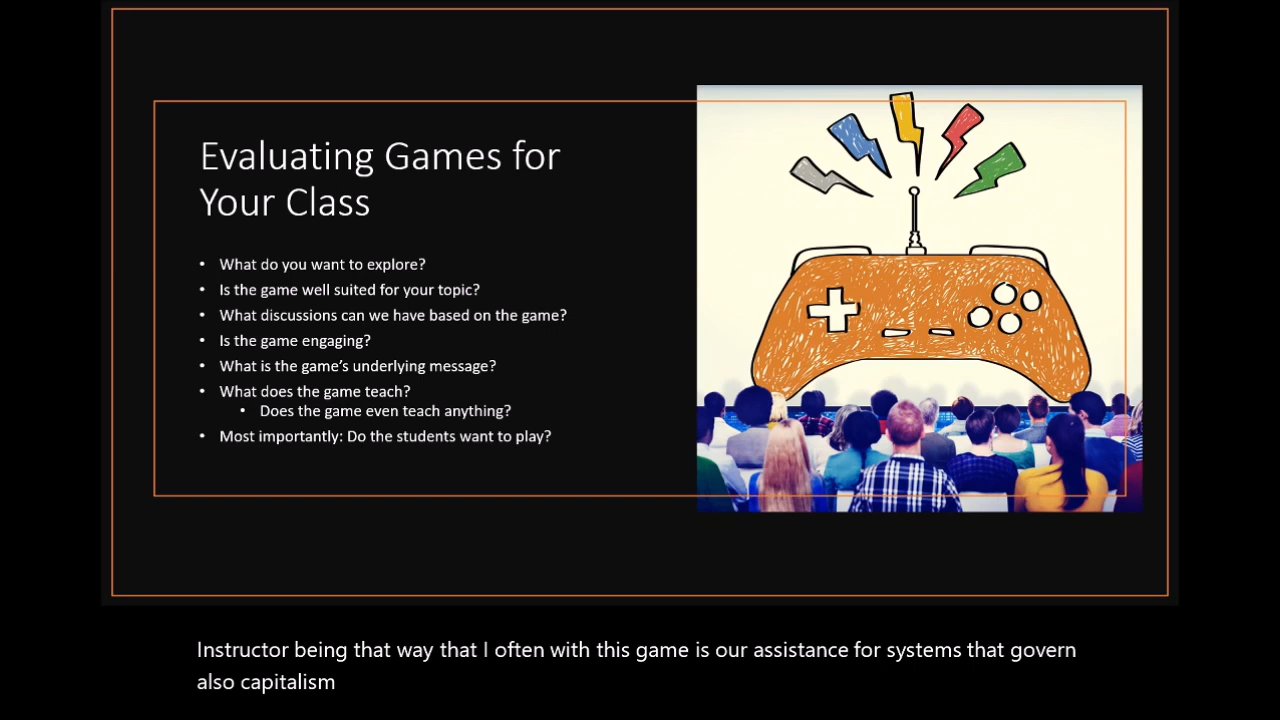 Evaluating Games for
Your Class
• What do you want to explore?
• Is the game well suited for your topic?
• What discussions can we have based on the game?
• Is the game engaging?
• What is the game's underlying message?
• What does the game teach?
• Does the game even teach anything?
• Most importantly: Do the students want to play?
Instructor being that way that I often with this game is our assistance for systems that govern
also capitalism